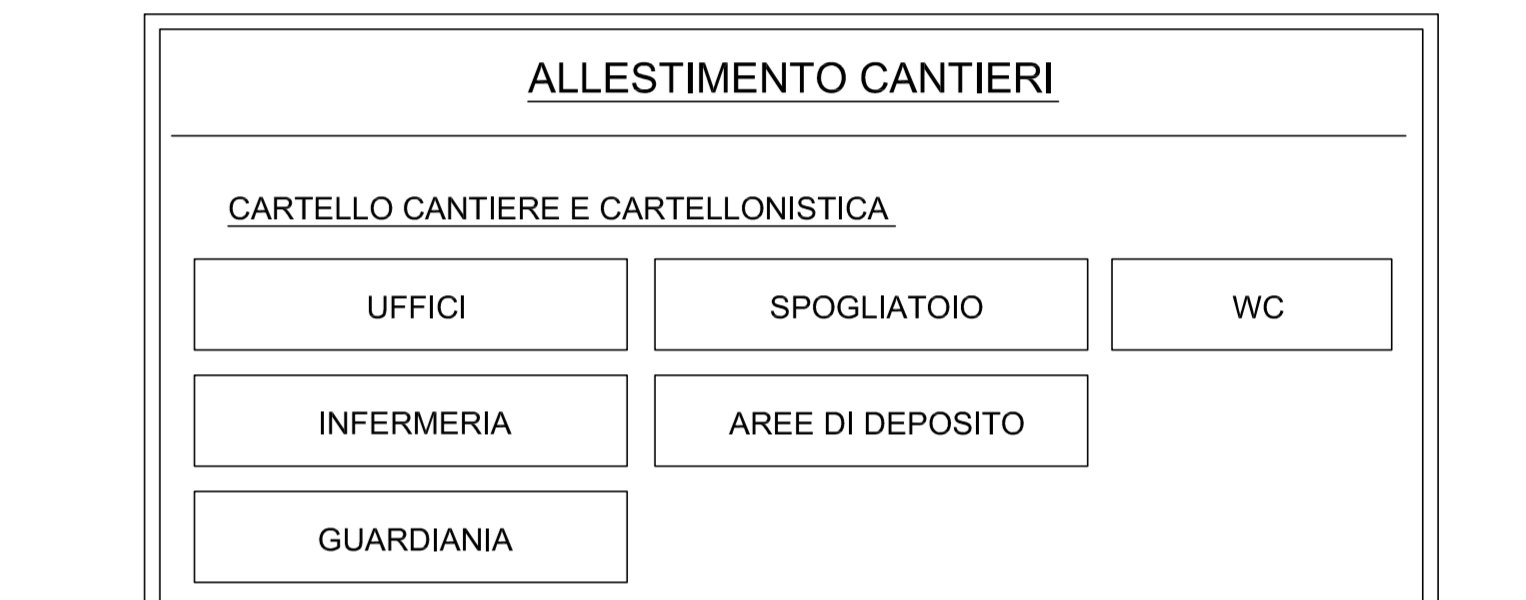 ALLESTIMENTO CANTIERI
CARTELLO CANTIERE E CARTELLONISTICA
UFFICI
SPOGLIATOIO
WC
INFERMERIA
AREE DI DEPOSITO
GUARDIANIA